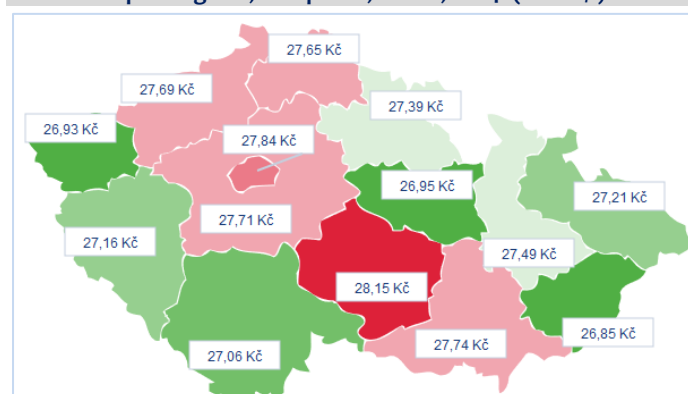 27,65 Kč
27,69 Kč
27,39 Kč
26,93 Kč
27,84 Kč
26,95 Kč
27,21 Kč
27,71 Kč
27,16 Kč
27,49 Kč
28,15 Kč
26,85 Kč
27,74 Kč
27,06 Kč